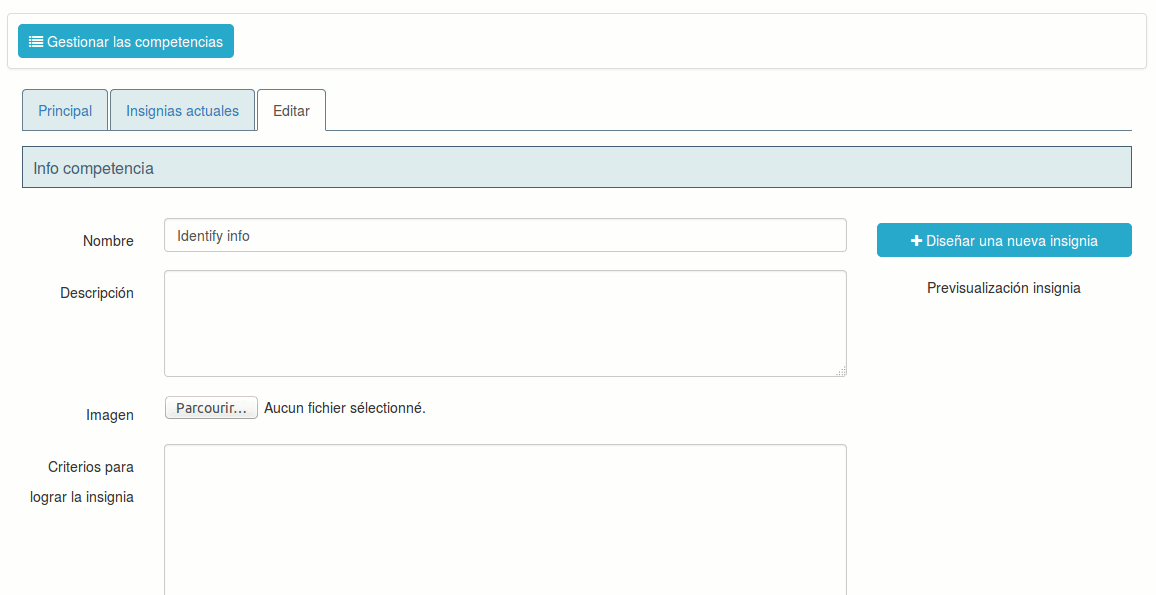 Gestionar las competencias
Principal
Insignias actuales
Editar
Info competencia
Nombre
Identify info
Diseñar una nueva insignia
Descripción
Previsualización insignia
Imagen
Parcourir...
Aucun fichier sélectionné.
Criterios para
lograr la insignia